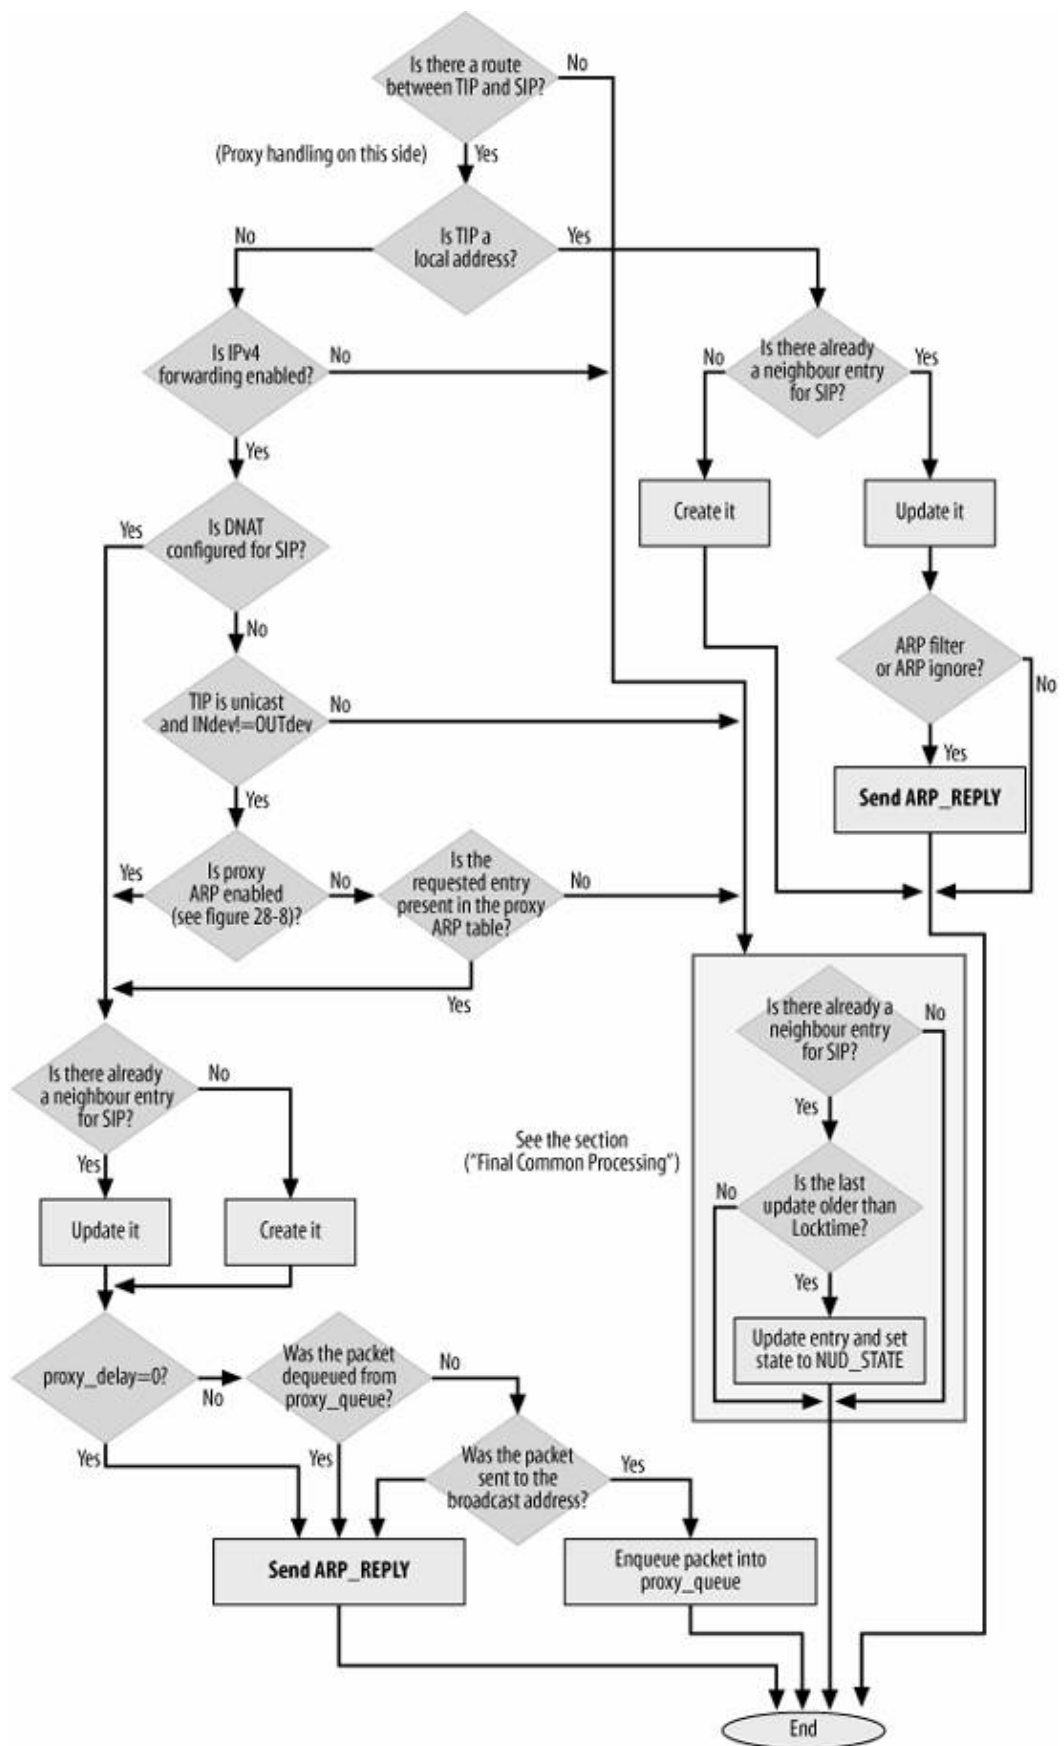 Is there a route
between TIP and SIP?
No
(Proxy handling on this side)
Yes
No
Is TIP a
local address?
Yes
Is IPv4
forwarding enabled?
No
No
Is there already
a neighbour entry
for SIP?
Yes
Yes
Create it
Update it
Yes
Is DNAT
configured for SIP?
No
ARP filter
or ARP ignore?
No
TIP is unicast
and INdev!=OUTdev
No
Yes
Send ARP_REPLY
Yes
Yes
Is proxy
ARP enabled
(see figure 28-8)?
No
Is the
requested entry
present in the proxy
ARP table?
No
Yes
Is there already a
neighbour entry
for SIP?
No
Is there already
a neighbour entry
for SIP?
No
Yes
See the section
("Final Common Processing")
Yes
Is the last
update older than
Locktime?
No
Update it
Create it
Yes
Update entry and set
state to NUD_STATE
proxy_delay=0?
No
Was the packet
dequeued from
proxy_queue?
No
Yes
Yes
Was the packet
sent to the
broadcast address?
Yes
Send ARP_REPLY
Enqueue packet into
proxy_queue
End